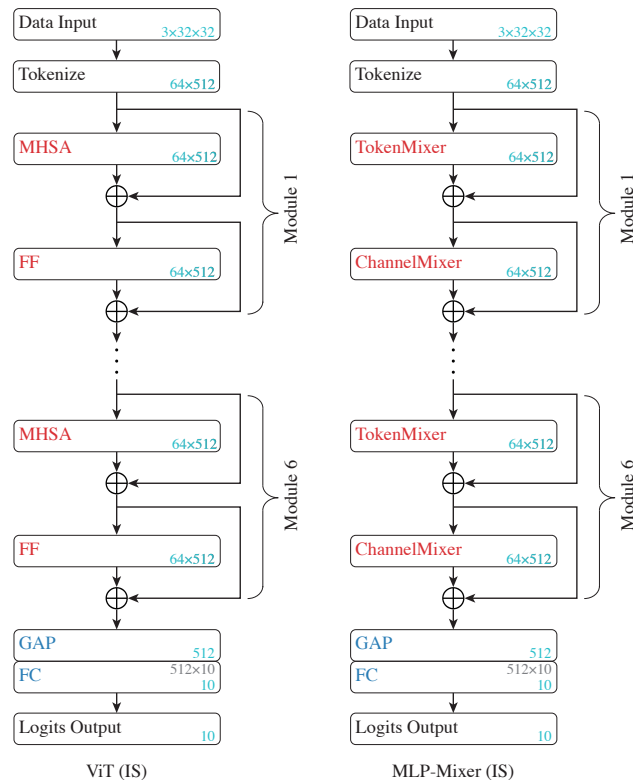 Data Input
3×32×32
Tokenize
64×512
MHSA
64×512
FF
64×512
Module 1
MHSA
64×512
FF
64×512
Module 6
GAP
512
FC
512×10
10
Logits Output
10
ViT (IS)
Data Input
3×32×32
Tokenize
64×512
TokenMixer
64×512
ChannelMixer
64×512
Module 1
TokenMixer
64×512
ChannelMixer
64×512
Module 6
GAP
512
FC
512×10
10
Logits Output
10
MLP-Mixer (IS)